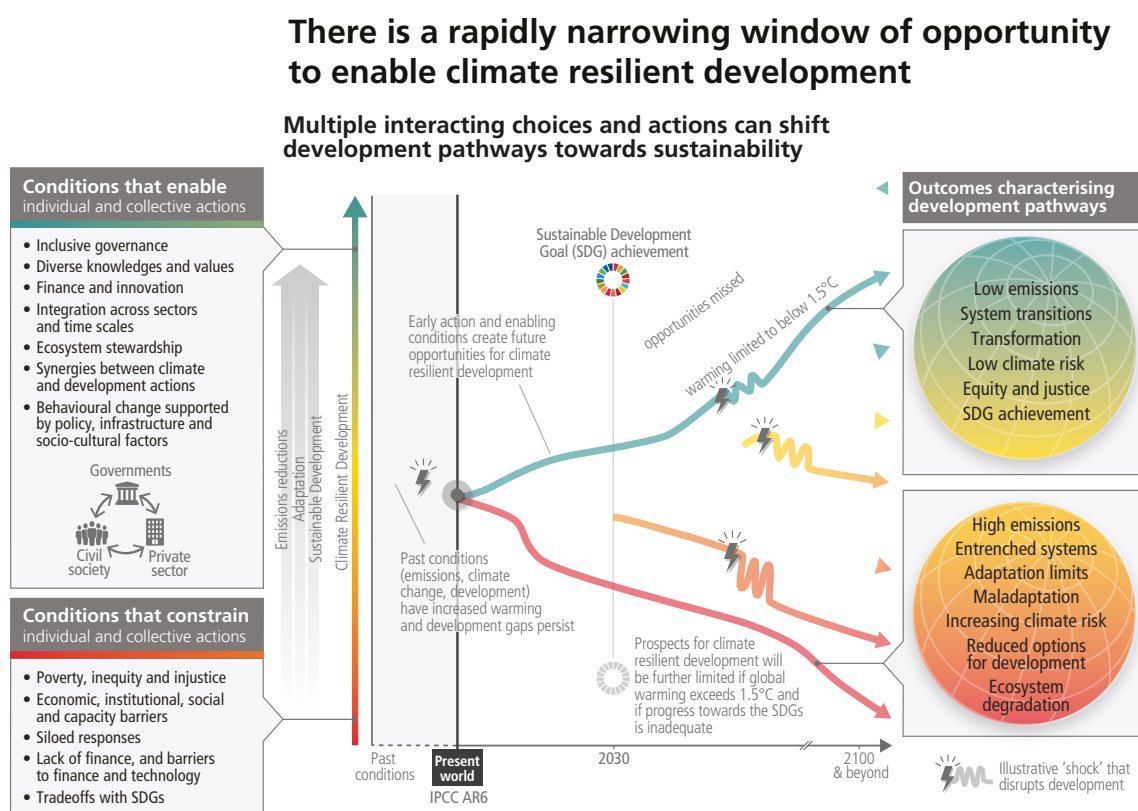 There is a rapidly narrowing window of opportunity
to enable climate resilient development
Multiple interacting choices and actions can shift
development pathways towards sustainability
Conditions that enable
individual and collective actions
• Inclusive governance
• Diverse knowledges and values
• Finance and innovation
• Integration across sectors
and time scales
• Ecosystem stewardship
• Synergies between climate
and development actions
• Behavioural change supported
by policy, infrastructure and
socio-cultural factors
Governments
Civil
society
Private
sector
Conditions that constrain
individual and collective actions
• Poverty, inequity and injustice
• Economic, institutional, social
and capacity barriers
• Siloed responses
• Lack of finance, and barriers
to finance and technology
• Tradeoffs with SDGs
Emissions reductions
Adaptation
Sustainable Development
Climate Resilient Development
Sustainable Development
Goal (SDG) achievement
Early action and enabling
conditions create future
opportunities for climate
resilient development
opportunities missed
warming limited to below 1.5°C
Past conditions
(emissions, climate
change, development)
have increased warming
and development gaps persist
Prospects for climate
resilient development will
be further limited if global
warming exceeds 1.5°C and
if progress towards the SDGs
is inadequate
Past
conditions
Present
world
IPCC AR6
2030
2100
& beyond
Outcomes characterising
development pathways
Low emissions
System transitions
Transformation
Low climate risk
Equity and justice
SDG achievement
High emissions
Entrenched systems
Adaptation limits
Maladaptation
Increasing climate risk
Reduced options
for development
Ecosystem
degradation
Illustrative 'shock' that
disrupts development